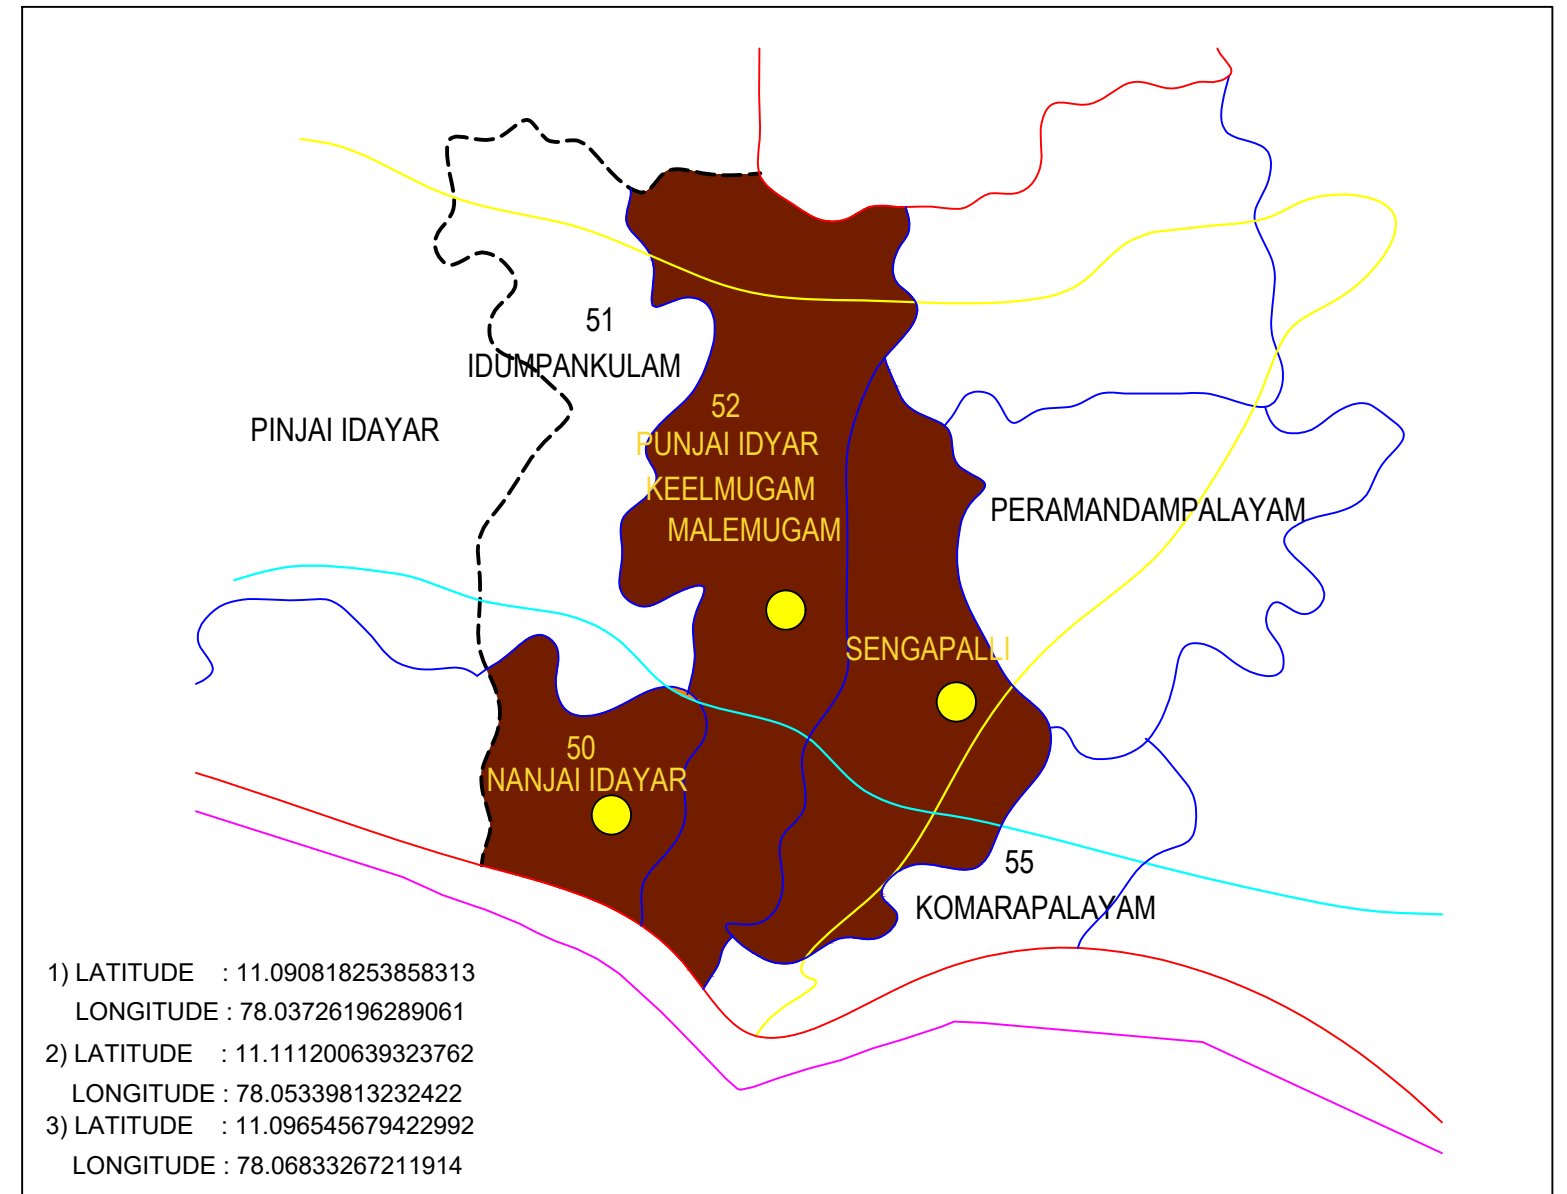 51
IDUMPANKULAM
52
PINJAI IDAYAR
PUNJAI IDYAR
KEELMUGAM
PERAMANDAMPALAYAM
MALEMUGAM
SENGAPALLI
50
NANJAI IDAYAR
55
KOMARAPALAYAM
1) LATITUDE : 11.090818253858313
LONGITUDE : 78.03726196289061
2) LATITUDE : 11.111200639323762
LONGITUDE : 78.05339813232422
3) LATITUDE : 11.096545679422992
LONGITUDE : 78.06833267211914